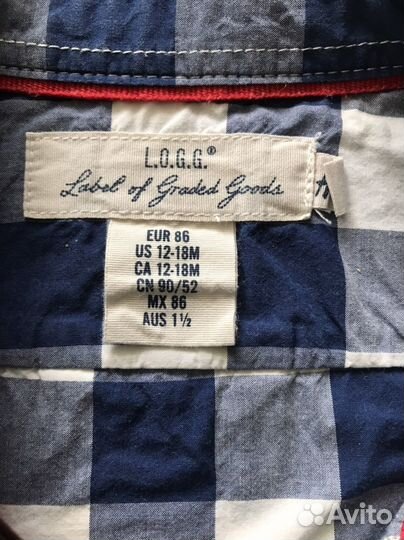 L.O.G.G.®
Label of Graded Goods
EUR 86
US 12-18M
CA 12-18M
CN 90/52
MX 86
AUS 1½
Avito